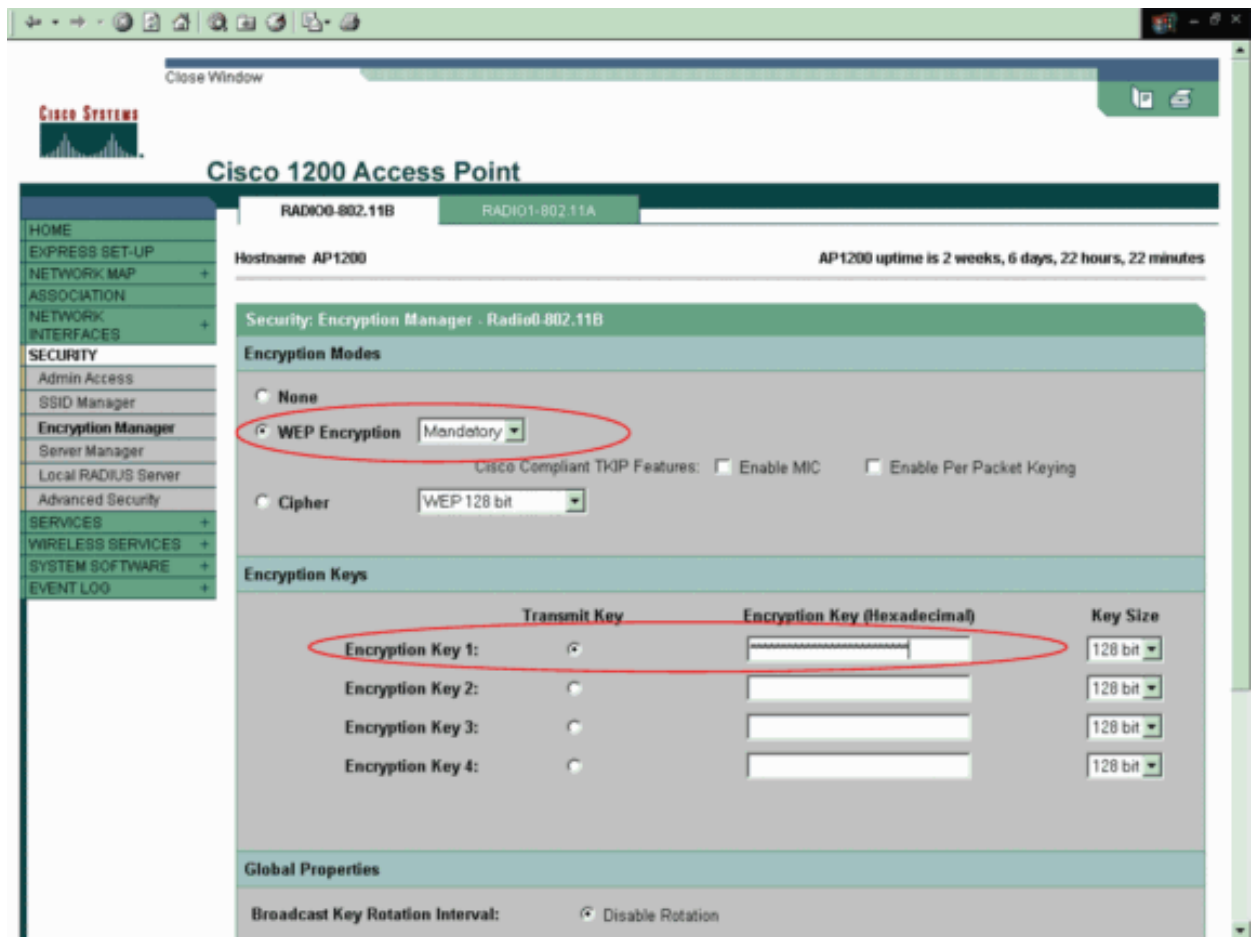 Close Window
CISCO SYSTEMS
Cisco 1200 Access Point
RADIO0-802.11B RADIO1-802.11A
HOME
EXPRESS SET-UP
NETWORK MAP +
ASSOCIATION
NETWORK INTERFACES +
SECURITY
Admin Access
SSID Manager
Encryption Manager
Server Manager
Local RADIUS Server
Advanced Security
SERVICES +
WIRELESS SERVICES +
SYSTEM SOFTWARE +
EVENT LOG +
Hostname AP1200 AP1200 uptime is 2 weeks, 6 days, 22 hours, 22 minutes
Security: Encryption Manager - Radio0-802.11B
Encryption Modes
None
WEP Encryption Mandatory
Cisco Compliant TKIP Features: Enable MIC Enable Per Packet Keying
Cipher WEP 128 bit
Encryption Keys
Transmit Key Encryption Key (Hexadecimal) Key Size
Encryption Key 1: 128 bit
Encryption Key 2: 128 bit
Encryption Key 3: 128 bit
Encryption Key 4: 128 bit
Global Properties
Broadcast Key Rotation Interval: Disable Rotation